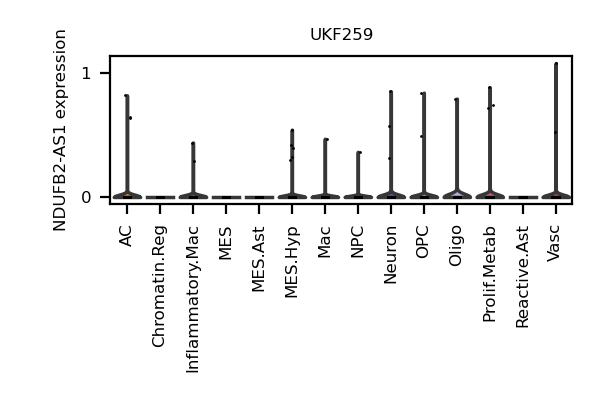 UKF259
NDUFB2-AS1 expression
1
0
AC
Chromatin.Reg
Inflammatory.Mac
MES
MES.Ast
MES.Hyp
Mac
NPC
Neuron
OPC
Oligo
Prolif.Metab
Reactive.Ast
Vasc